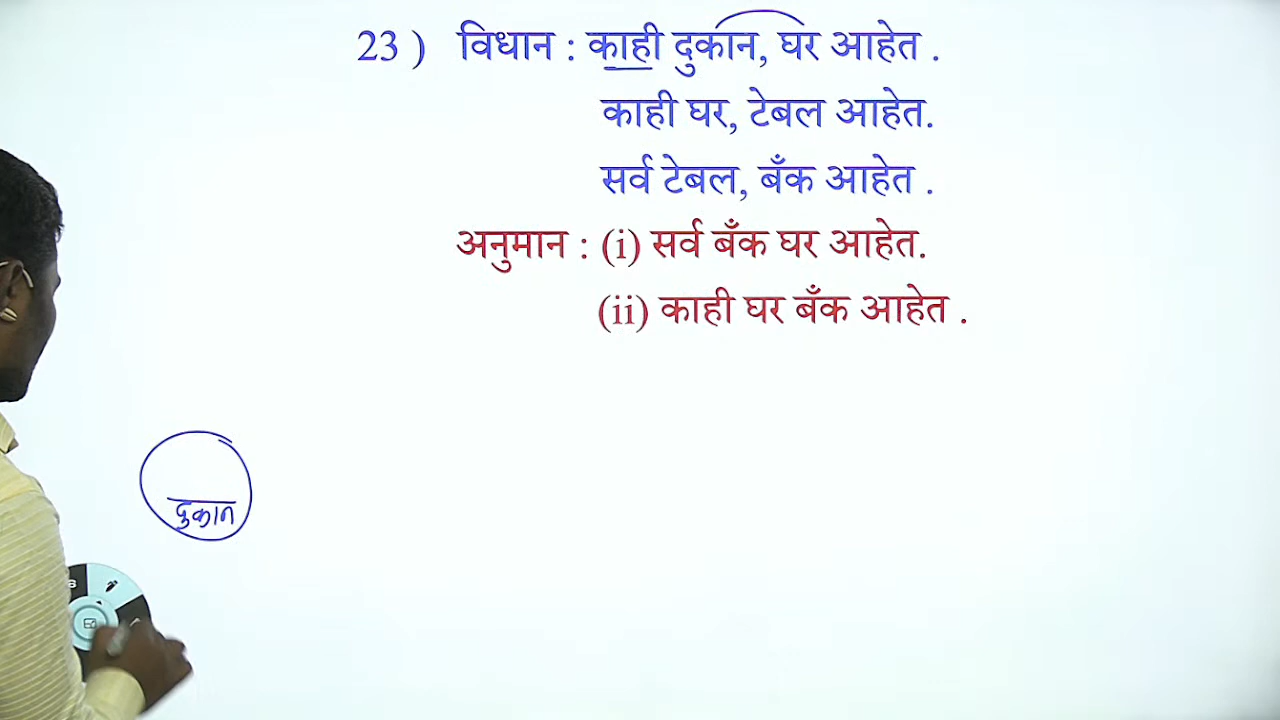 23 ) विधान : काही दुकान, घर आहेत .
काही घर, टेबल आहेत.
सर्व टेबल, बँक आहेत .
अनुमान : (i) सर्व बँक घर आहेत.
(ii) काही घर बँक आहेत .
दुकान